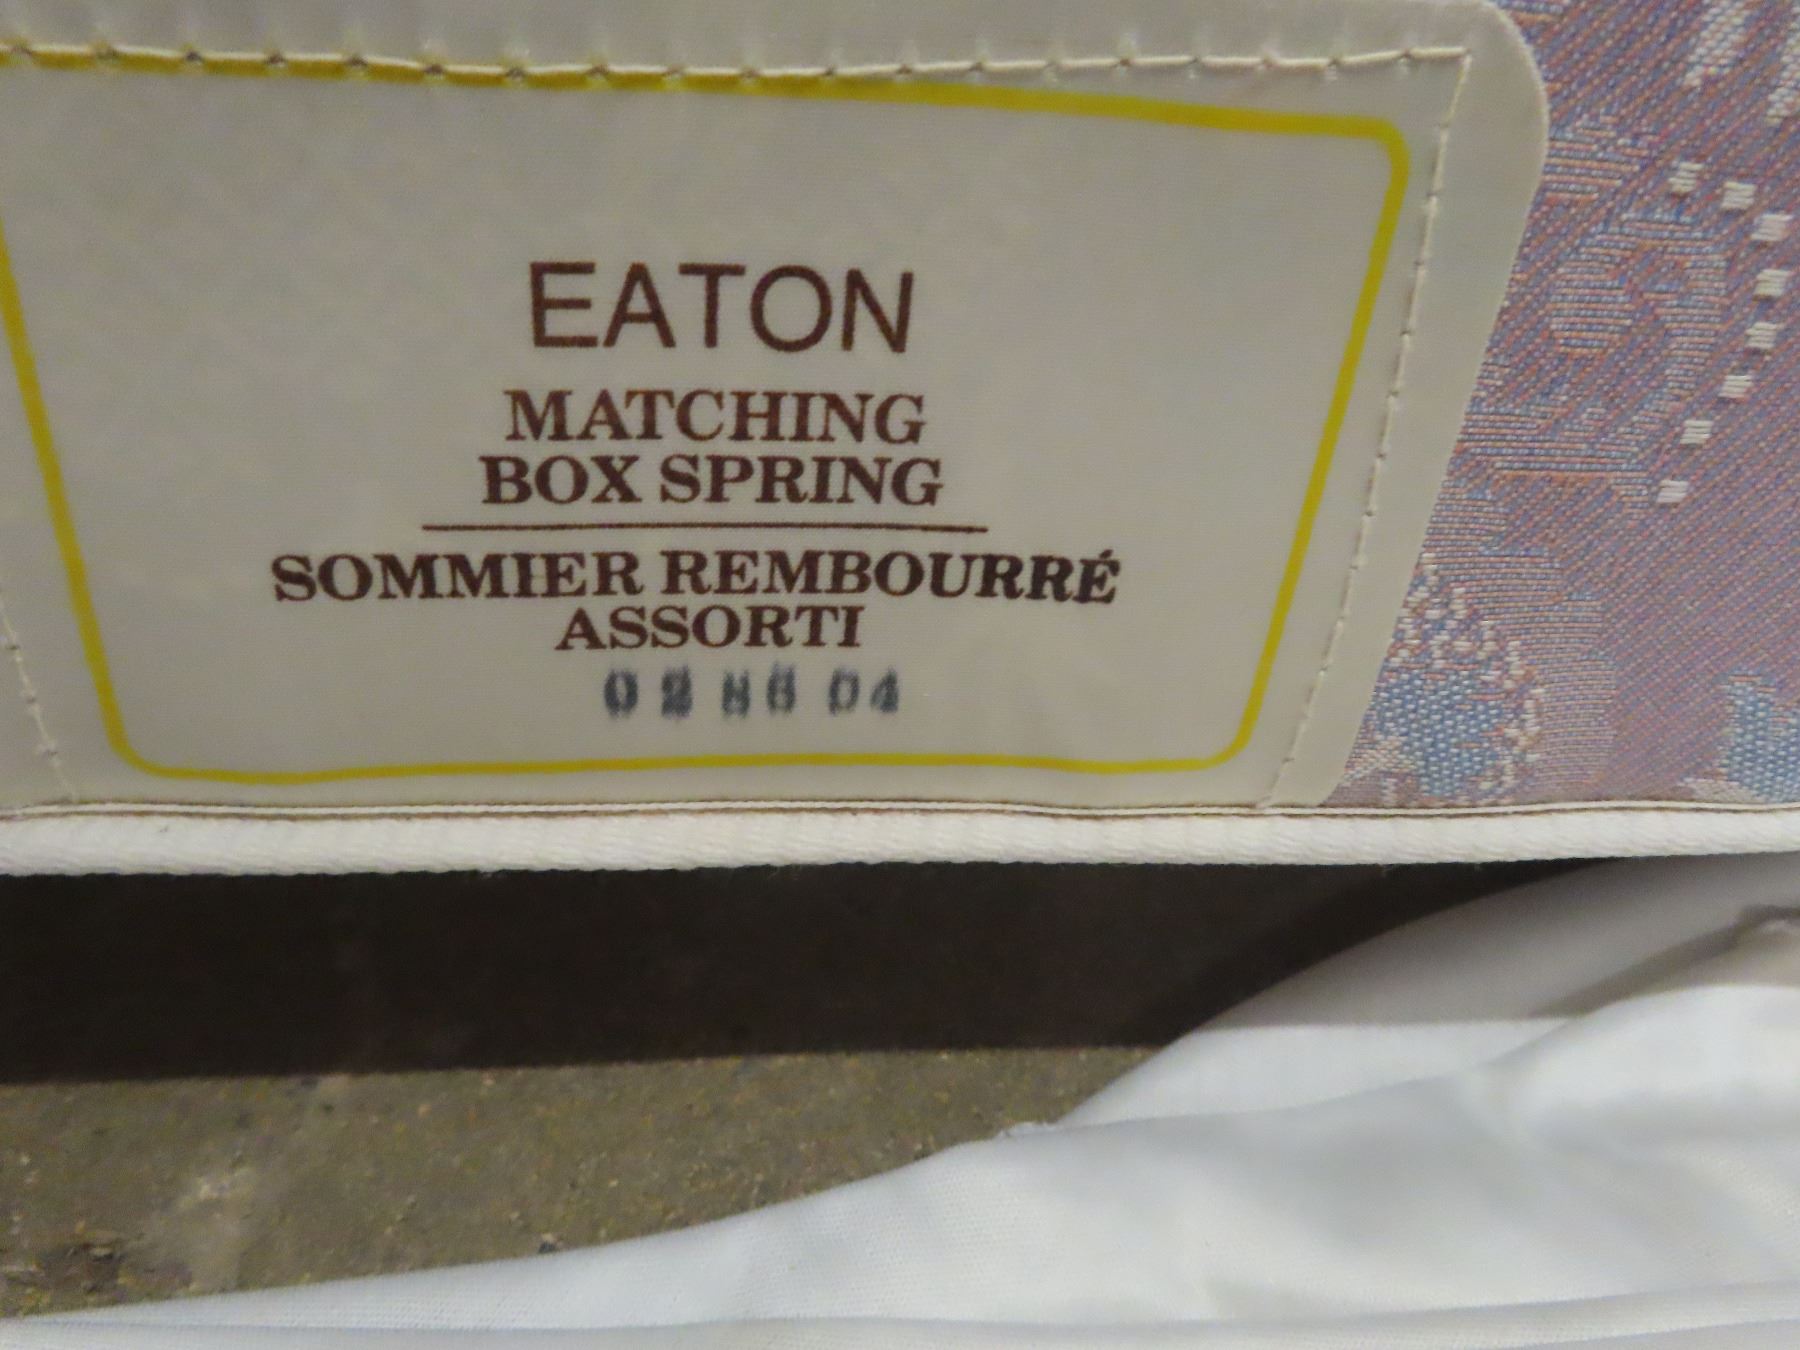 EATON
MATCHING
BOX SPRING
SOMMIER REMBOURRÉ
ASSORTI